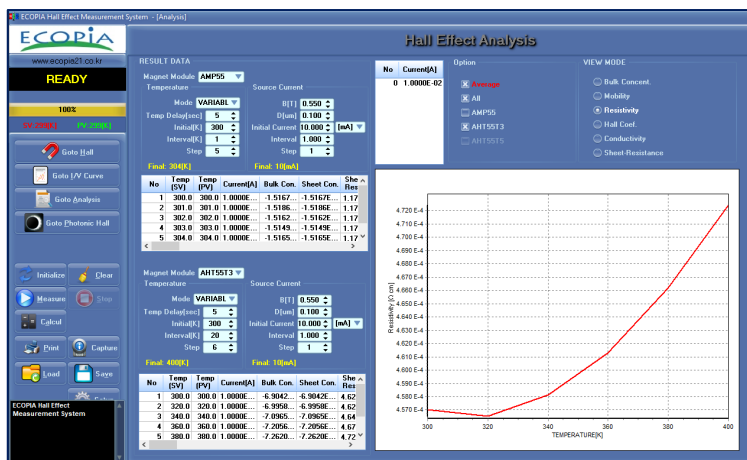 ECOPIA Hall Effect Measurement System - [Analysis]
ECOPIA
www.ecopia21.co.kr
READY
100%
SV: 299[K] PV: 299[K]
Goto Hall
Goto I/V Curve
Goto Analysis
Goto Photonic Hall
Initialize Clear
Measure Stop
Calcul
Print Capture
Load Save
ECOPIA Hall Effect
Measurement System
Hall Effect Analysis
RESULT DATA
Magnet Module AMP55
Temperature Source Current
Mode VARIABL B[T] 0.550
Temp Delay[sec] 5 D[um] 0.100
Initial[K] 300 Initial Current 10.000 [mA]
Interval[K] 1 Interval 1.000
Step 5 Step 1
Final: 304[K] Final: 10[mA]
No Temp (SV) Temp (PV) Current[A] Bulk Con. Sheet Con. She Res
1 300.0 300.0 1.0000E... -1.5167... -1.5167E... 1.17
2 301.0 301.0 1.0000E... -1.5186... -1.5186E... 1.17
3 302.0 302.0 1.0000E... -1.5162... -1.5162E... 1.17
4 303.0 303.0 1.0000E... -1.5149... -1.5149E... 1.17
5 304.0 304.0 1.0000E... -1.5165... -1.5165E... 1.17
Magnet Module AHT55T3
Temperature Source Current
Mode VARIABL B[T] 0.550
Temp Delay[sec] 5 D[um] 0.100
Initial[K] 300 Initial Current 10.000 [mA]
Interval[K] 20 Interval 1.000
Step 6 Step 1
Final: 400[K] Final: 10[mA]
No Temp (SV) Temp (PV) Current[A] Bulk Con. Sheet Con. She Res
1 300.0 300.0 1.0000E... -6.9042... -6.9042E... 4.62
2 320.0 320.0 1.0000E... -6.9958... -6.9958E... 4.62
3 340.0 340.0 1.0000E... -7.0965... -7.0965E... 4.64
4 360.0 360.0 1.0000E... -7.2056... -7.2056E... 4.67
5 380.0 380.0 1.0000E... -7.2620... -7.2620E... 4.72
No Current[A]
0 1.0000E-02
Option
Average
All
AMP55
AHT55T3
AHT55T5
VIEW MODE
Bulk Concent.
Mobility
Resistivity
Hall Coef.
Conductivity
Sheet-Resistance
4.720 E-4
4.710 E-4
4.700 E-4
4.690 E-4
4.680 E-4
4.670 E-4
4.660 E-4
4.650 E-4
4.640 E-4
4.630 E-4
4.620 E-4
4.610 E-4
4.600 E-4
4.590 E-4
4.580 E-4
4.570 E-4
Resistivity [Ω cm]
300 320 340 360 380 400
TEMPERATURE[K]